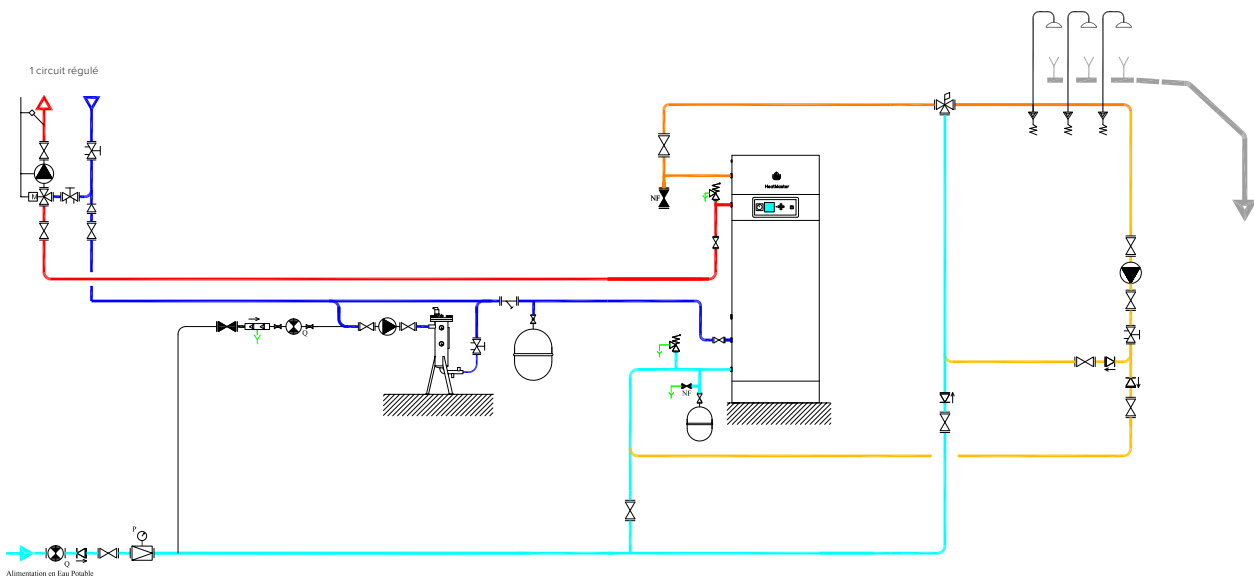 1 circuit régulé
M
NF
HeatMaster
Q
NF
P
Q
Alimentation en Eau Potable